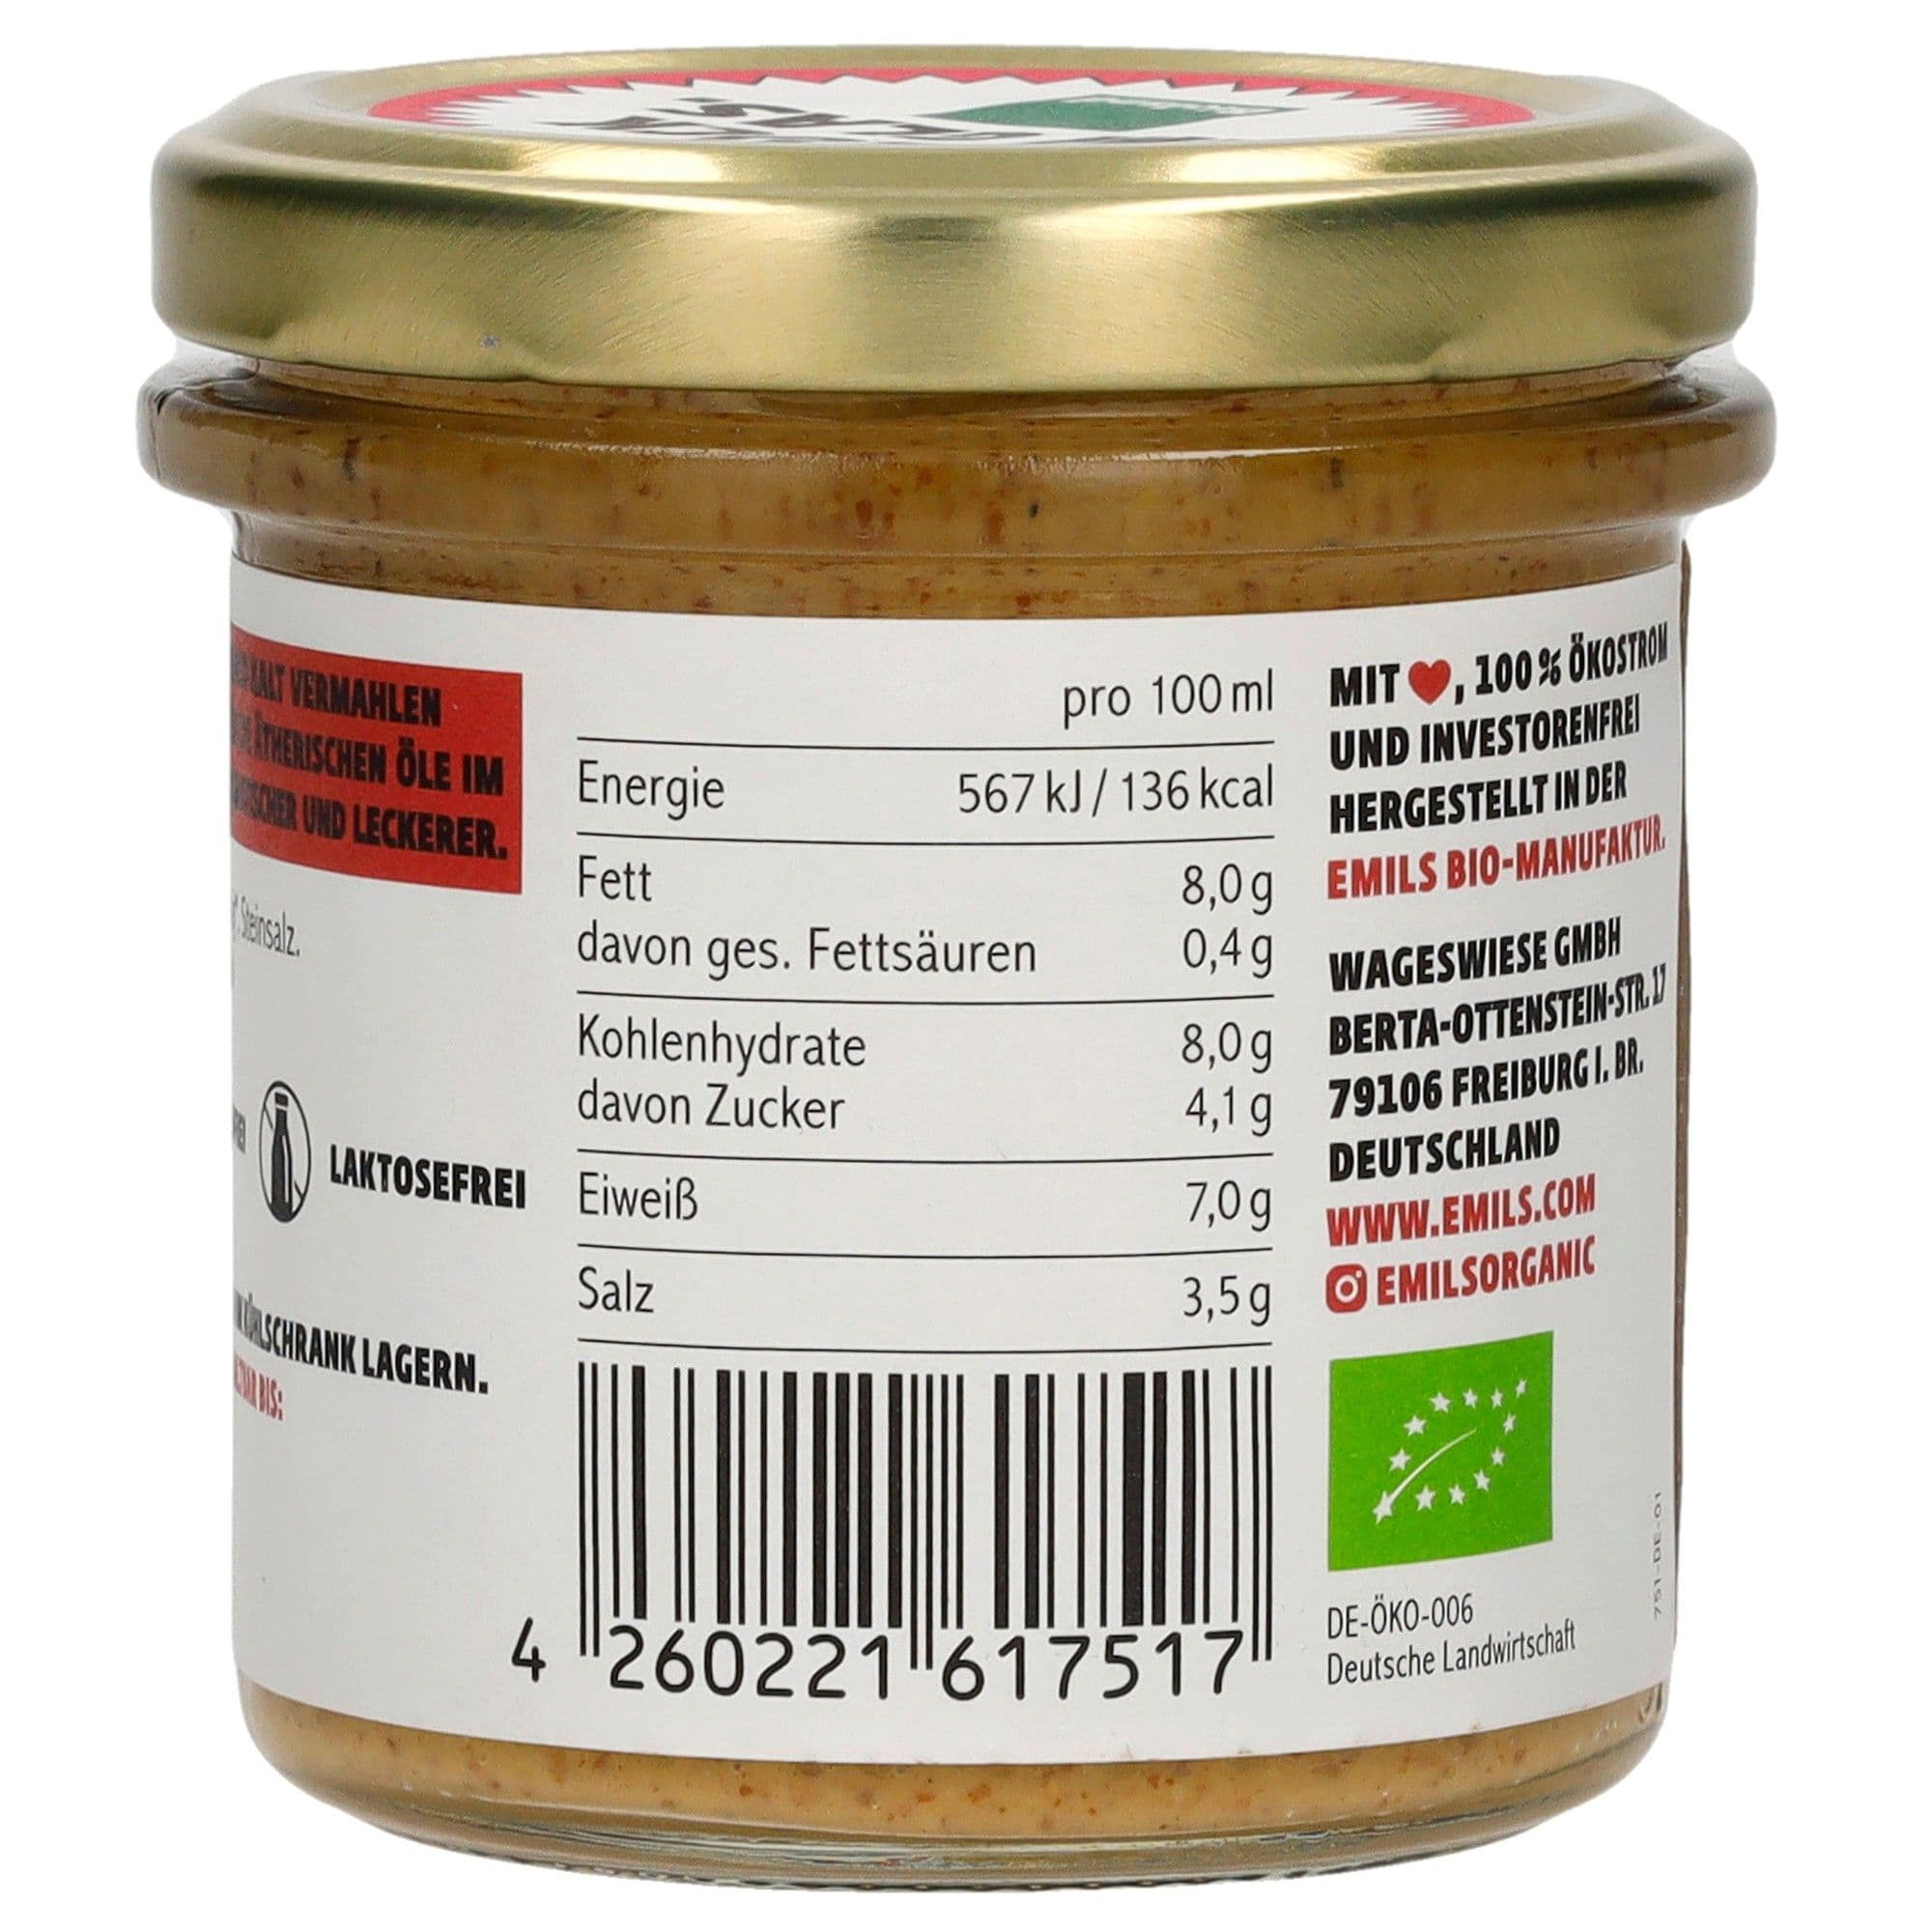 KALT VERMAHLEN
ÄTHERISCHEN ÖLE IM
UND LECKERER.
Steinsalz.
LAKTOSEFREI
KÜHLSCHRANK LAGERN.
BIS:
pro 100 ml
Energie 567 kJ / 136 kcal
Fett 8,0 g
davon ges. Fettsäuren 0,4 g
Kohlenhydrate 8,0 g
davon Zucker 4,1 g
Eiweiß 7,0 g
Salz 3,5 g
4 260221 617517
MIT ❤, 100 % ÖKOSTROM
UND INVESTORENFREI
HERGESTELLT IN DER
EMILS BIO-MANUFAKTUR.
WAGESWIESE GMBH
BERTA-OTTENSTEIN-STR. 17
79106 FREIBURG I. BR.
DEUTSCHLAND
WWW.EMILS.COM
EMILSORGANIC
DE-ÖKO-006
Deutsche Landwirtschaft
751-DE-01